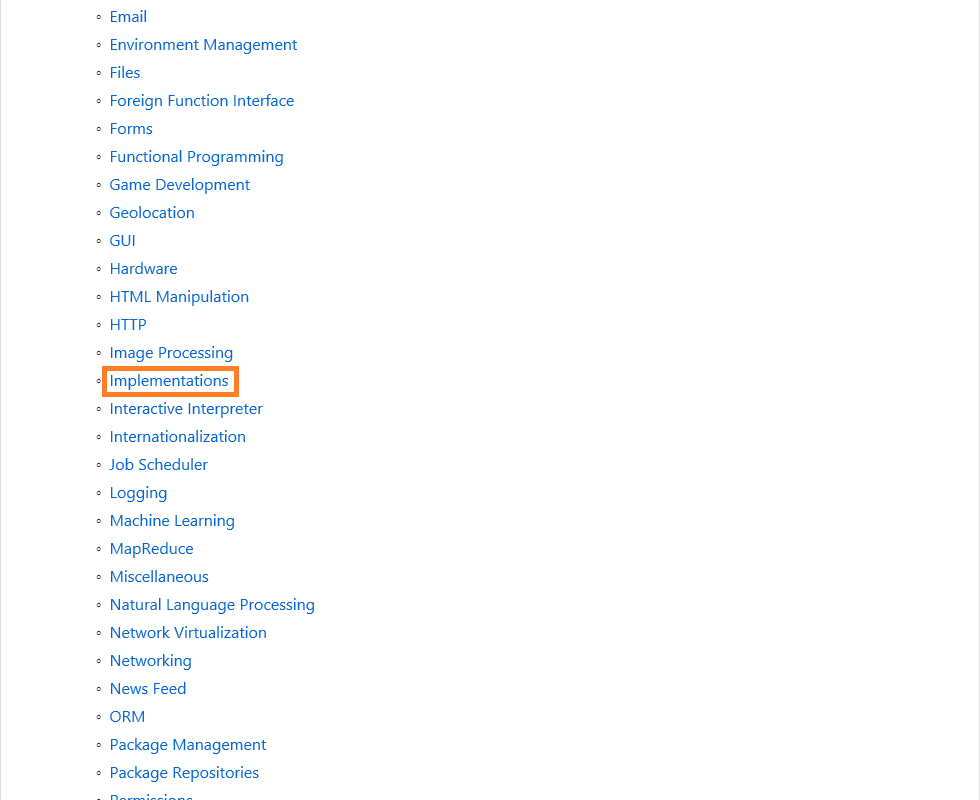 Email
Environment Management
Files
Foreign Function Interface
Forms
Functional Programming
Game Development
Geolocation
GUI
Hardware
HTML Manipulation
HTTP
Image Processing
Implementations
Interactive Interpreter
Internationalization
Job Scheduler
Logging
Machine Learning
MapReduce
Miscellaneous
Natural Language Processing
Network Virtualization
Networking
News Feed
ORM
Package Management
Package Repositories
Permissions